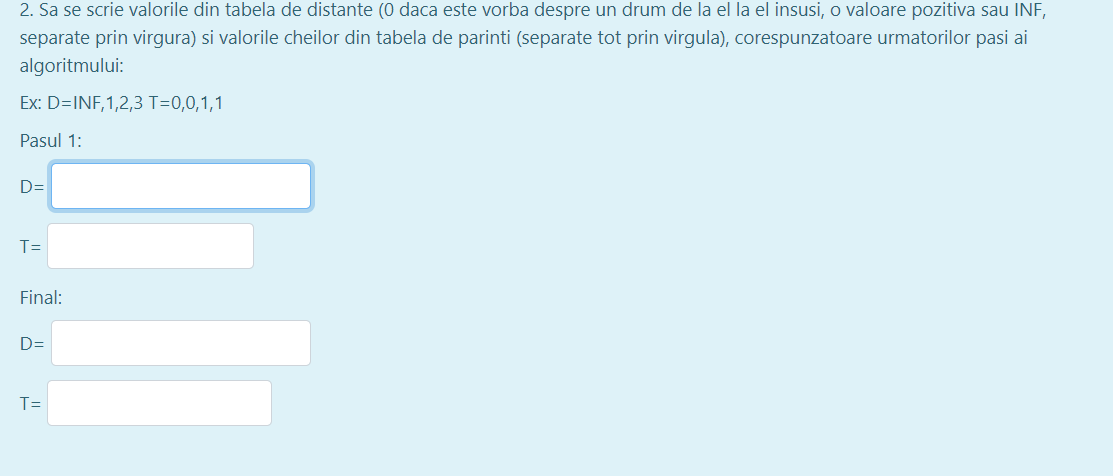 2. Sa se scrie valorile din tabela de distante (0 daca este vorba despre un drum de la el la el insusi, o valoare pozitiva sau INF,
separate prin virgura) si valorile cheilor din tabela de parinti (separate tot prin virgula), corespunzatoare urmatorilor pasi ai
algoritmului:
Ex: D=INF,1,2,3 T=0,0,1,1
Pasul 1:
D=
T=
Final:
D=
T=